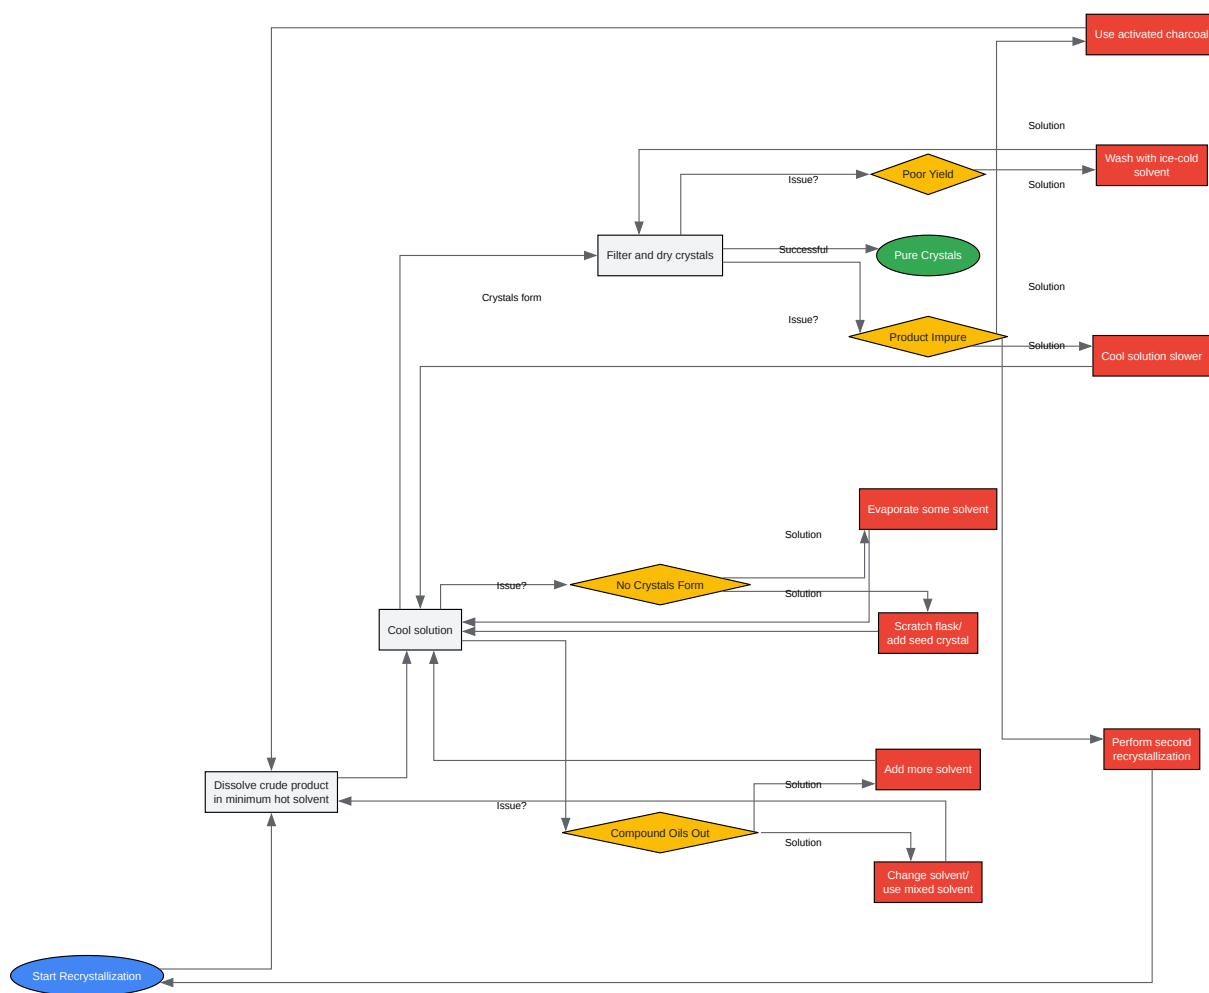 Use activated charcoal
Solution
Wash with ice-cold
solvent
Poor Yield
Issue?
Solution
Filter and dry crystals
Successful
Pure Crystals
Solution
Crystals form
Issue?
Product Impure
Solution
Cool solution slower
Evaporate some solvent
Solution
No Crystals Form
Issue?
Solution
Cool solution
Scratch flask/
add seed crystal
Perform second
recrystallization
Add more solvent
Dissolve crude product
in minimum hot solvent
Solution
Issue?
Compound Oils Out
Solution
Change solvent/
use mixed solvent
Start Recrystallization